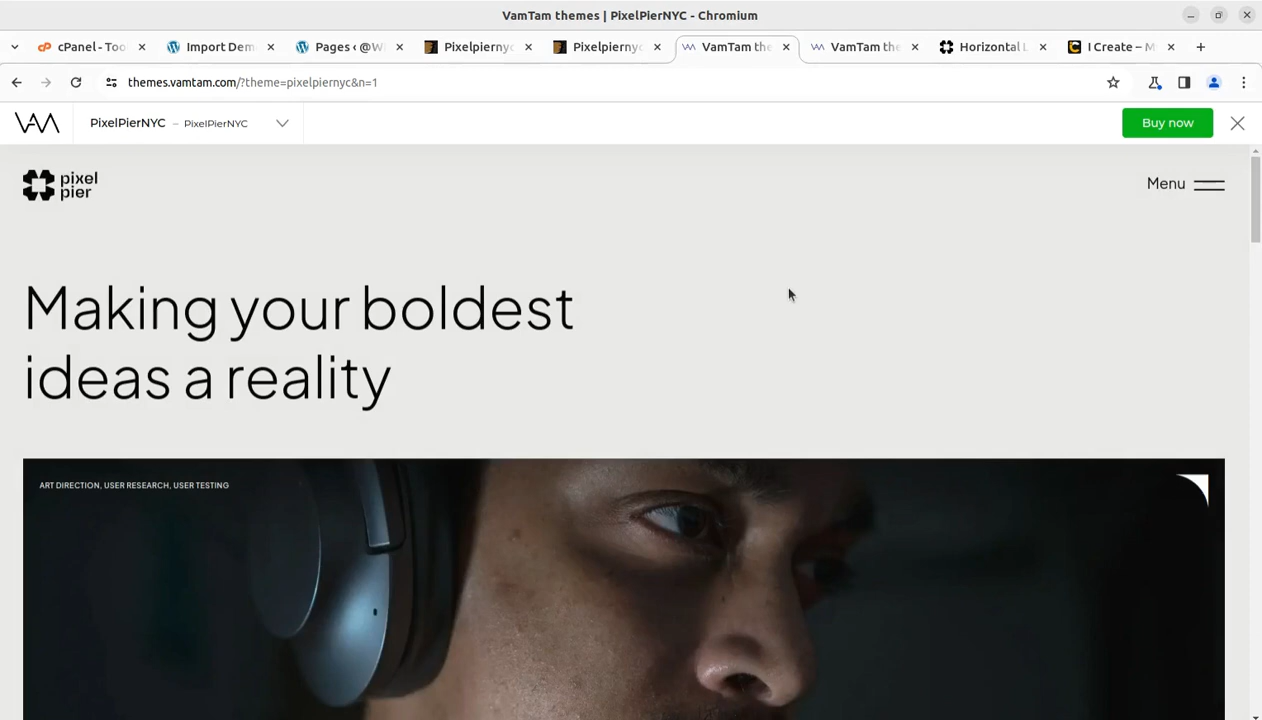 VamTam themes | PixelPierNYC - Chromium
cPanel - Too
Import Dem
Pages ‹ @W
Pixelpierny
Pixelpierny
VamTam the
VamTam the
Horizontal L
I Create – M
themes.vamtam.com/?theme=pixelpiernyc&n=1
PixelPierNYC – PixelPierNYC
Buy now
pixel
pier
Menu
Making your boldest
ideas a reality
ART DIRECTION, USER RESEARCH, USER TESTING